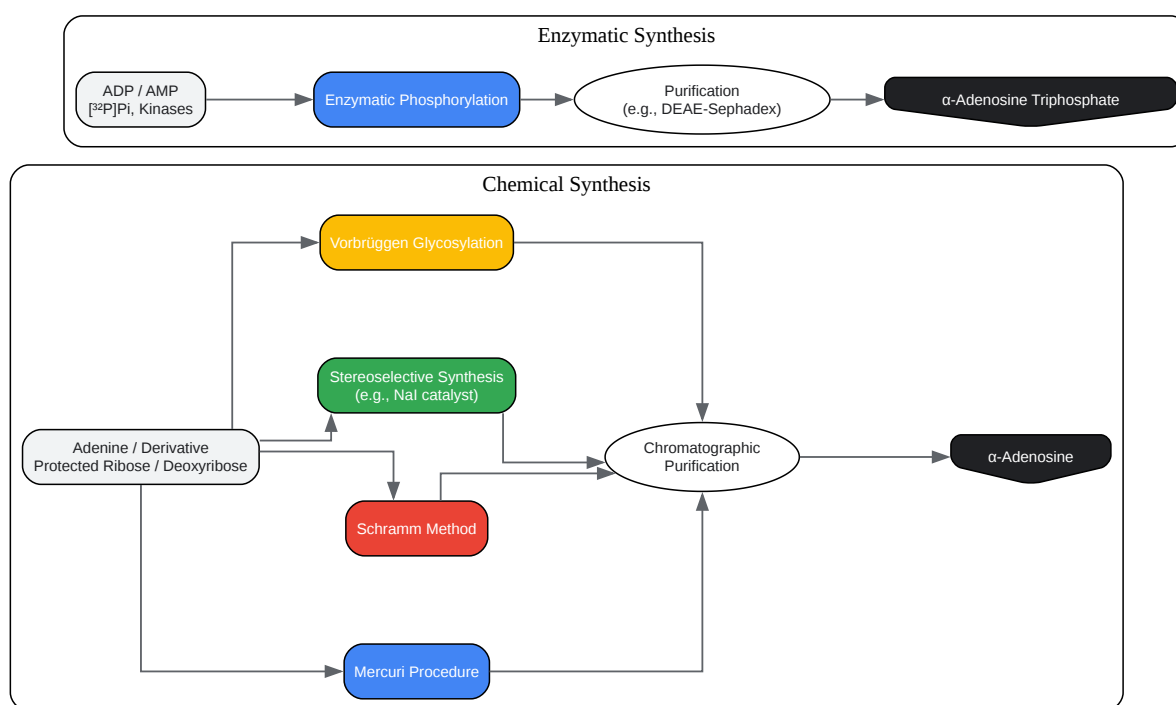 Enzymatic Synthesis
ADP / AMP
[³²P]Pi, Kinases
Enzymatic Phosphorylation
Purification
(e.g., DEAE-Sephadex)
α-Adenosine Triphosphate
Chemical Synthesis
Vorbrüggen Glycosylation
Stereoselective Synthesis
(e.g., NaI catalyst)
Adenine / Derivative
Protected Ribose / Deoxyribose
Chromatographic
Purification
α-Adenosine
Schramm Method
Mercuri Procedure